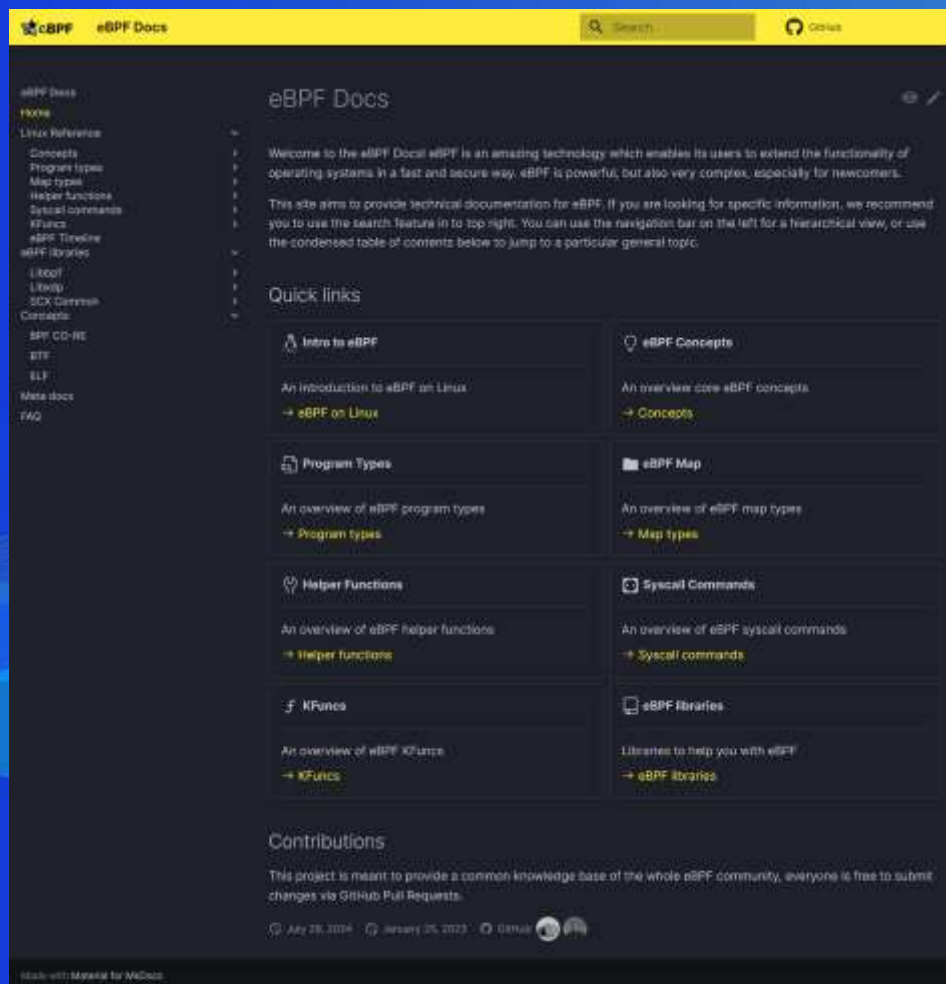 eBPF
eBPF Docs
Search
GitHub
eBPF Docs
Home
Linux Reference
Concepts
Program types
Map types
Helper functions
Syscall commands
KFuncs
eBPF Timeline
eBPF libraries
Libbpf
Libxdp
SCX Common
Concepts
BPF CO-RE
BTF
ELF
Meta docs
FAQ
eBPF Docs
Welcome to the eBPF Docs! eBPF is an amazing technology which enables its users to extend the functionality of
operating systems in a fast and secure way. eBPF is powerful, but also very complex, especially for newcomers.
This site aims to provide technical documentation for eBPF. If you are looking for specific information, we recommend
you to use the search feature in to top right. You can use the navigation bar on the left for a hierarchical view, or use
the condensed table of contents below to jump to a particular general topic.
Quick links
Intro to eBPF
An introduction to eBPF on Linux
→ eBPF on Linux
eBPF Concepts
An overview core eBPF concepts
→ Concepts
Program Types
An overview of eBPF program types
→ Program types
eBPF Map
An overview of eBPF map types
→ Map types
Helper Functions
An overview of eBPF helper functions
→ Helper functions
Syscall Commands
An overview of eBPF syscall commands
→ Syscall commands
KFuncs
An overview of eBPF KFuncs
→ KFuncs
eBPF libraries
Libraries to help you with eBPF
→ eBPF libraries
Contributions
This project is meant to provide a common knowledge base of the whole eBPF community, everyone is free to submit
changes via GitHub Pull Requests.
July 2024 January 25, 2023 GitHub
Made with Material for MkDocs